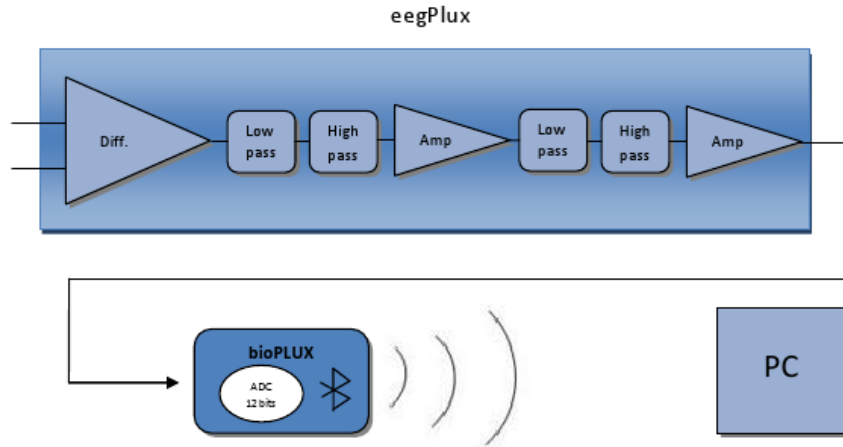 eegPlux
Diff.
Low
pass
High
pass
Amp
Low
pass
High
pass
Amp
bioPLUX
ADC
12 bits
PC